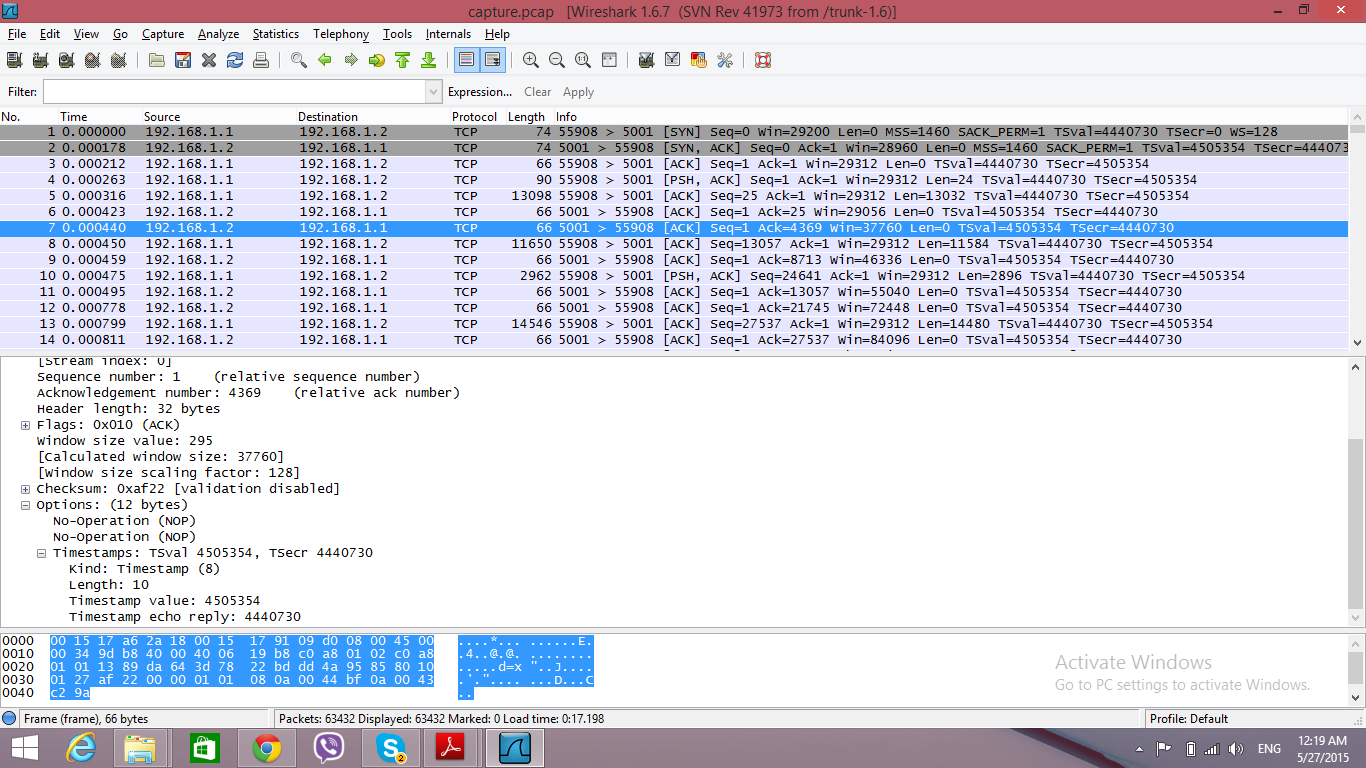 capture.pcap [Wireshark 1.6.7 (SVN Rev 41973 from /trunk-1.6)]
File Edit View Go Capture Analyze Statistics Telephony Tools Internals Help
Filter: Expression... Clear Apply
No. Time Source Destination Protocol Length Info
1 0.000000 192.168.1.1 192.168.1.2 TCP 74 55908 > 5001 [SYN] Seq=0 Win=29200 Len=0 MSS=1460 SACK_PERM=1 TSval=4440730 TSecr=0 WS=128
2 0.000178 192.168.1.2 192.168.1.1 TCP 74 5001 > 55908 [SYN, ACK] Seq=0 Ack=1 Win=28960 Len=0 MSS=1460 SACK_PERM=1 TSval=4505354 TSecr=444073
3 0.000212 192.168.1.1 192.168.1.2 TCP 66 55908 > 5001 [ACK] Seq=1 Ack=1 Win=29312 Len=0 TSval=4440730 TSecr=4505354
4 0.000263 192.168.1.1 192.168.1.2 TCP 90 55908 > 5001 [PSH, ACK] Seq=1 Ack=1 Win=29312 Len=24 TSval=4440730 TSecr=4505354
5 0.000316 192.168.1.1 192.168.1.2 TCP 13098 55908 > 5001 [ACK] Seq=25 Ack=1 Win=29312 Len=13032 TSval=4440730 TSecr=4505354
6 0.000423 192.168.1.2 192.168.1.1 TCP 66 5001 > 55908 [ACK] Seq=1 Ack=25 Win=29056 Len=0 TSval=4505354 TSecr=4440730
7 0.000440 192.168.1.2 192.168.1.1 TCP 66 5001 > 55908 [ACK] Seq=1 Ack=4369 Win=37760 Len=0 TSval=4505354 TSecr=4440730
8 0.000450 192.168.1.1 192.168.1.2 TCP 11650 55908 > 5001 [ACK] Seq=13057 Ack=1 Win=29312 Len=11584 TSval=4440730 TSecr=4505354
9 0.000459 192.168.1.2 192.168.1.1 TCP 66 5001 > 55908 [ACK] Seq=1 Ack=8713 Win=46336 Len=0 TSval=4505354 TSecr=4440730
10 0.000475 192.168.1.1 192.168.1.2 TCP 2962 55908 > 5001 [PSH, ACK] Seq=24641 Ack=1 Win=29312 Len=2896 TSval=4440730 TSecr=4505354
11 0.000495 192.168.1.2 192.168.1.1 TCP 66 5001 > 55908 [ACK] Seq=1 Ack=13057 Win=55040 Len=0 TSval=4505354 TSecr=4440730
12 0.000778 192.168.1.2 192.168.1.1 TCP 66 5001 > 55908 [ACK] Seq=1 Ack=21745 Win=72448 Len=0 TSval=4505354 TSecr=4440730
13 0.000799 192.168.1.1 192.168.1.2 TCP 14546 55908 > 5001 [ACK] Seq=27537 Ack=1 Win=29312 Len=14480 TSval=4440730 TSecr=4505354
14 0.000811 192.168.1.2 192.168.1.1 TCP 66 5001 > 55908 [ACK] Seq=1 Ack=27537 Win=84096 Len=0 TSval=4505354 TSecr=4440730
[Stream index: 0]
Sequence number: 1 (relative sequence number)
Acknowledgement number: 4369 (relative ack number)
Header length: 32 bytes
Flags: 0x010 (ACK)
Window size value: 295
[Calculated window size: 37760]
[Window size scaling factor: 128]
Checksum: 0xaf22 [validation disabled]
Options: (12 bytes)
No-Operation (NOP)
No-Operation (NOP)
Timestamps: TSval 4505354, TSecr 4440730
Kind: Timestamp (8)
Length: 10
Timestamp value: 4505354
Timestamp echo reply: 4440730
0000 00 15 17 a6 2a 18 00 15 17 91 09 d0 08 00 45 00 ....*... ......E.
0010 00 34 9d b8 40 00 40 06 19 b8 c0 a8 01 02 c0 a8 .4..@.@. ........
0020 01 01 13 89 da 64 3d 78 22 bd dd 4a 95 85 80 10 .....d=x "..J....
0030 01 27 af 22 00 00 01 01 08 0a 00 44 bf 0a 00 43 .'.".... ...D...C
0040 c2 9a ..
Activate Windows
Go to PC settings to activate Windows.
Frame (frame), 66 bytes Packets: 63432 Displayed: 63432 Marked: 0 Load time: 0:17.198 Profile: Default
2
ENG
12:19 AM
5/27/2015